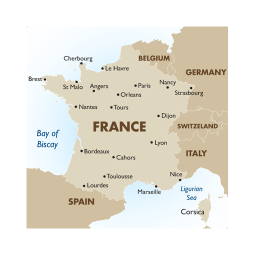 Cherbourg
Le Havre
BELGIUM
Brest
St Malo
Angers
Paris
Nancy
GERMANY
Orleans
Strasbourg
Nantes
Tours
Dijon
FRANCE
SWITZERLAND
Bay of
Biscay
Lyon
Bordeaux
Cahors
ITALY
Toulousse
Nice
Lourdes
Marseille
Ligurian
Sea
SPAIN
Corsica